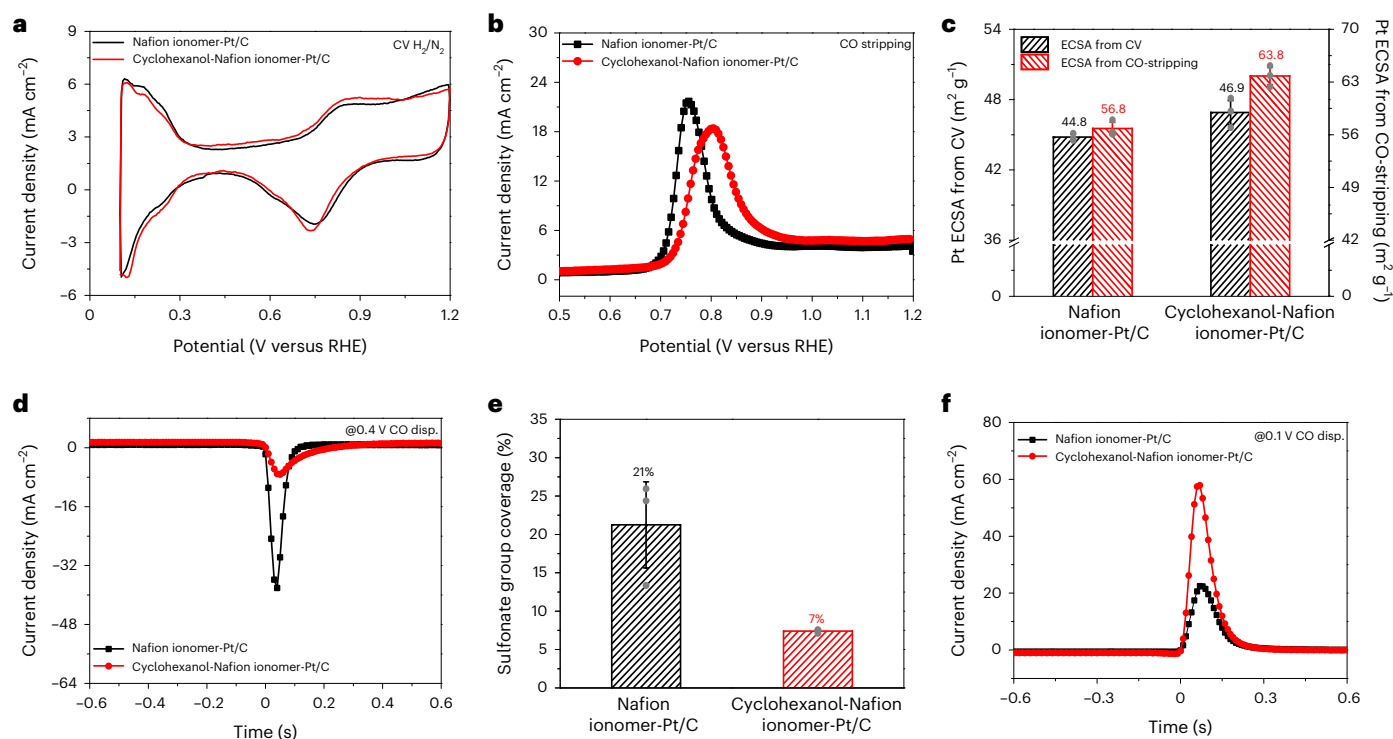 a
9
6
3
0
−3
−6
0
0.3
0.6
0.9
1.2
Current density (mA cm−2)
Potential (V versus RHE)
Nafion ionomer-Pt/C
Cyclohexanol-Nafion ionomer-Pt/C
CV H2/N2
b
30
24
18
12
6
0
0.5
0.6
0.7
0.8
0.9
1.0
1.1
1.2
Current density (mA cm−2)
Potential (V versus RHE)
Nafion ionomer-Pt/C
Cyclohexanol-Nafion ionomer-Pt/C
CO stripping
c
54
48
42
36
0
Pt ECSA from CV (m2 g−1)
ECSA from CV
ECSA from CO-stripping
44.8
56.8
46.9
63.8
70
63
56
49
42
0
Pt ECSA from CO-stripping (m2 g−1)
Nafion
ionomer-Pt/C
Cyclohexanol-Nafion
ionomer-Pt/C
d
0
−16
−32
−48
−64
−0.6
−0.4
−0.2
0
0.2
0.4
0.6
Current density (mA cm−2)
Time (s)
@0.4 V CO disp.
Nafion ionomer-Pt/C
Cyclohexanol-Nafion ionomer-Pt/C
e
35
30
25
20
15
10
5
0
Sulfonate group coverage (%)
21%
7%
Nafion
ionomer-Pt/C
Cyclohexanol-Nafion
ionomer-Pt/C
f
80
60
40
20
0
−0.6
−0.3
0
0.3
0.6
Current density (mA cm−2)
Time (s)
Nafion ionomer-Pt/C
Cyclohexanol-Nafion ionomer-Pt/C
@0.1 V CO disp.